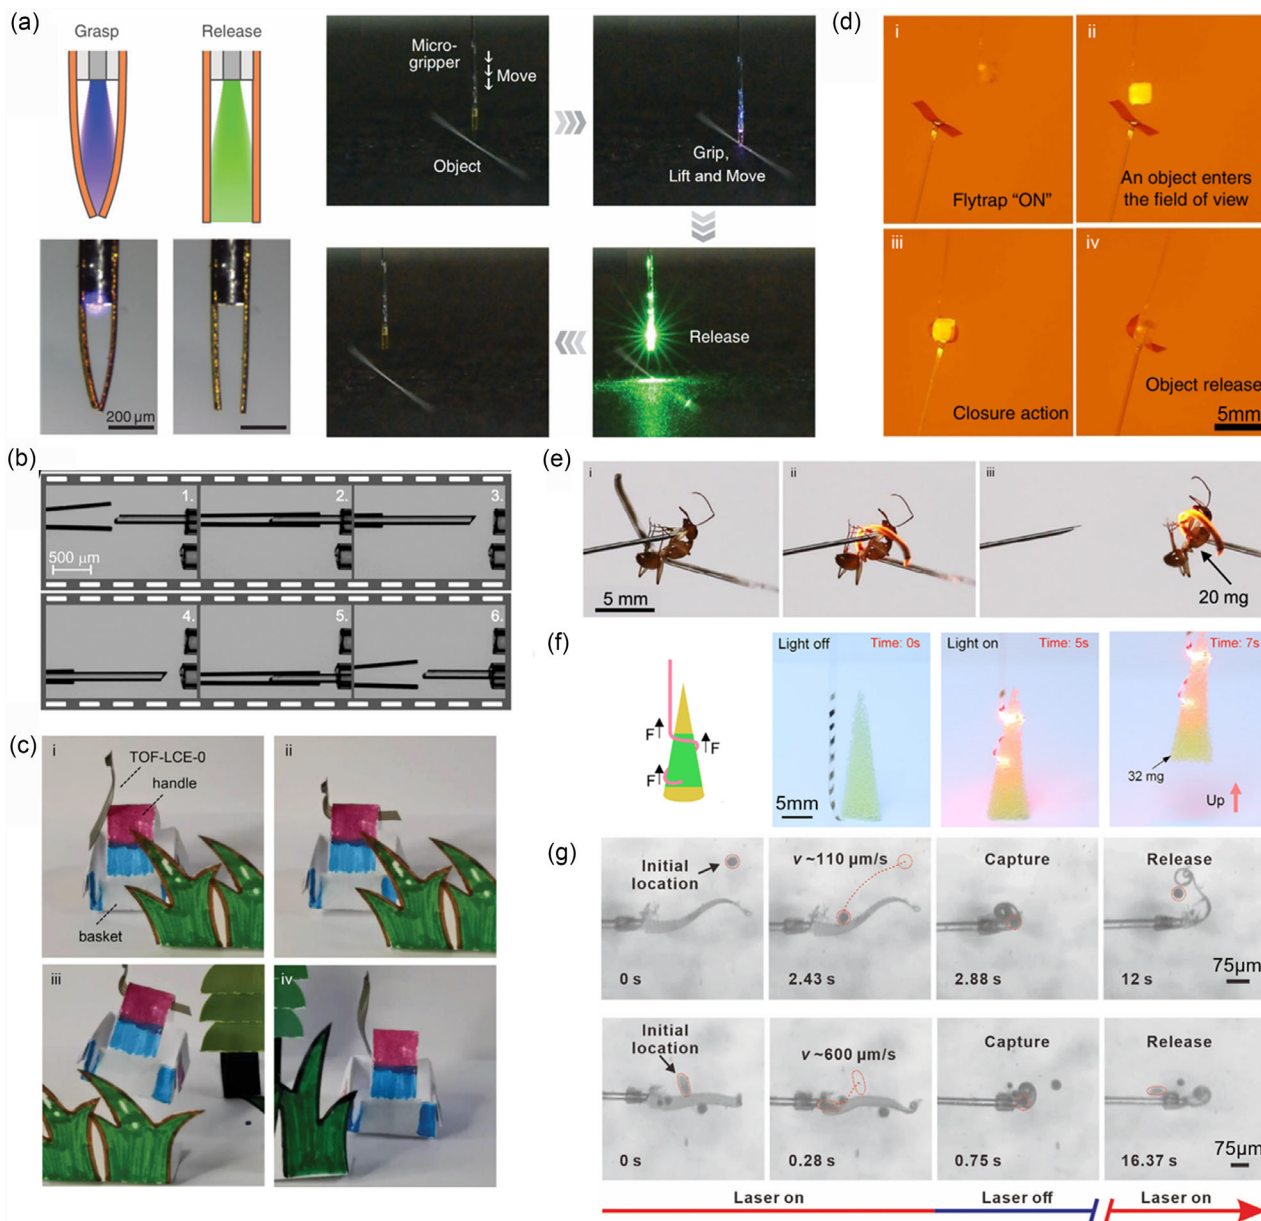 (a)
Grasp
Release
200 μm
Micro-
gripper
Move
Object
Grip,
Lift and Move
Release
(d)
i
Flytrap "ON"
ii
An object enters
the field of view
iii
Closure action
iv
Object release
5mm
(b)
1.
2.
3.
500 μm
4.
5.
6.
(e)
i
5 mm
ii
iii
20 mg
(c)
i
TOF-LCE-0
handle
basket
ii
iii
iv
(f)
F
F
F
Light off
Time: 0s
5mm
Light on
Time: 5s
Time: 7s
32 mg
Up
(g)
Initial
location
0 s
v ~110 μm/s
2.43 s
Capture
2.88 s
Release
12 s
75μm
Initial
location
0 s
v ~600 μm/s
0.28 s
Capture
0.75 s
Release
16.37 s
75μm
Laser on
Laser off
Laser on